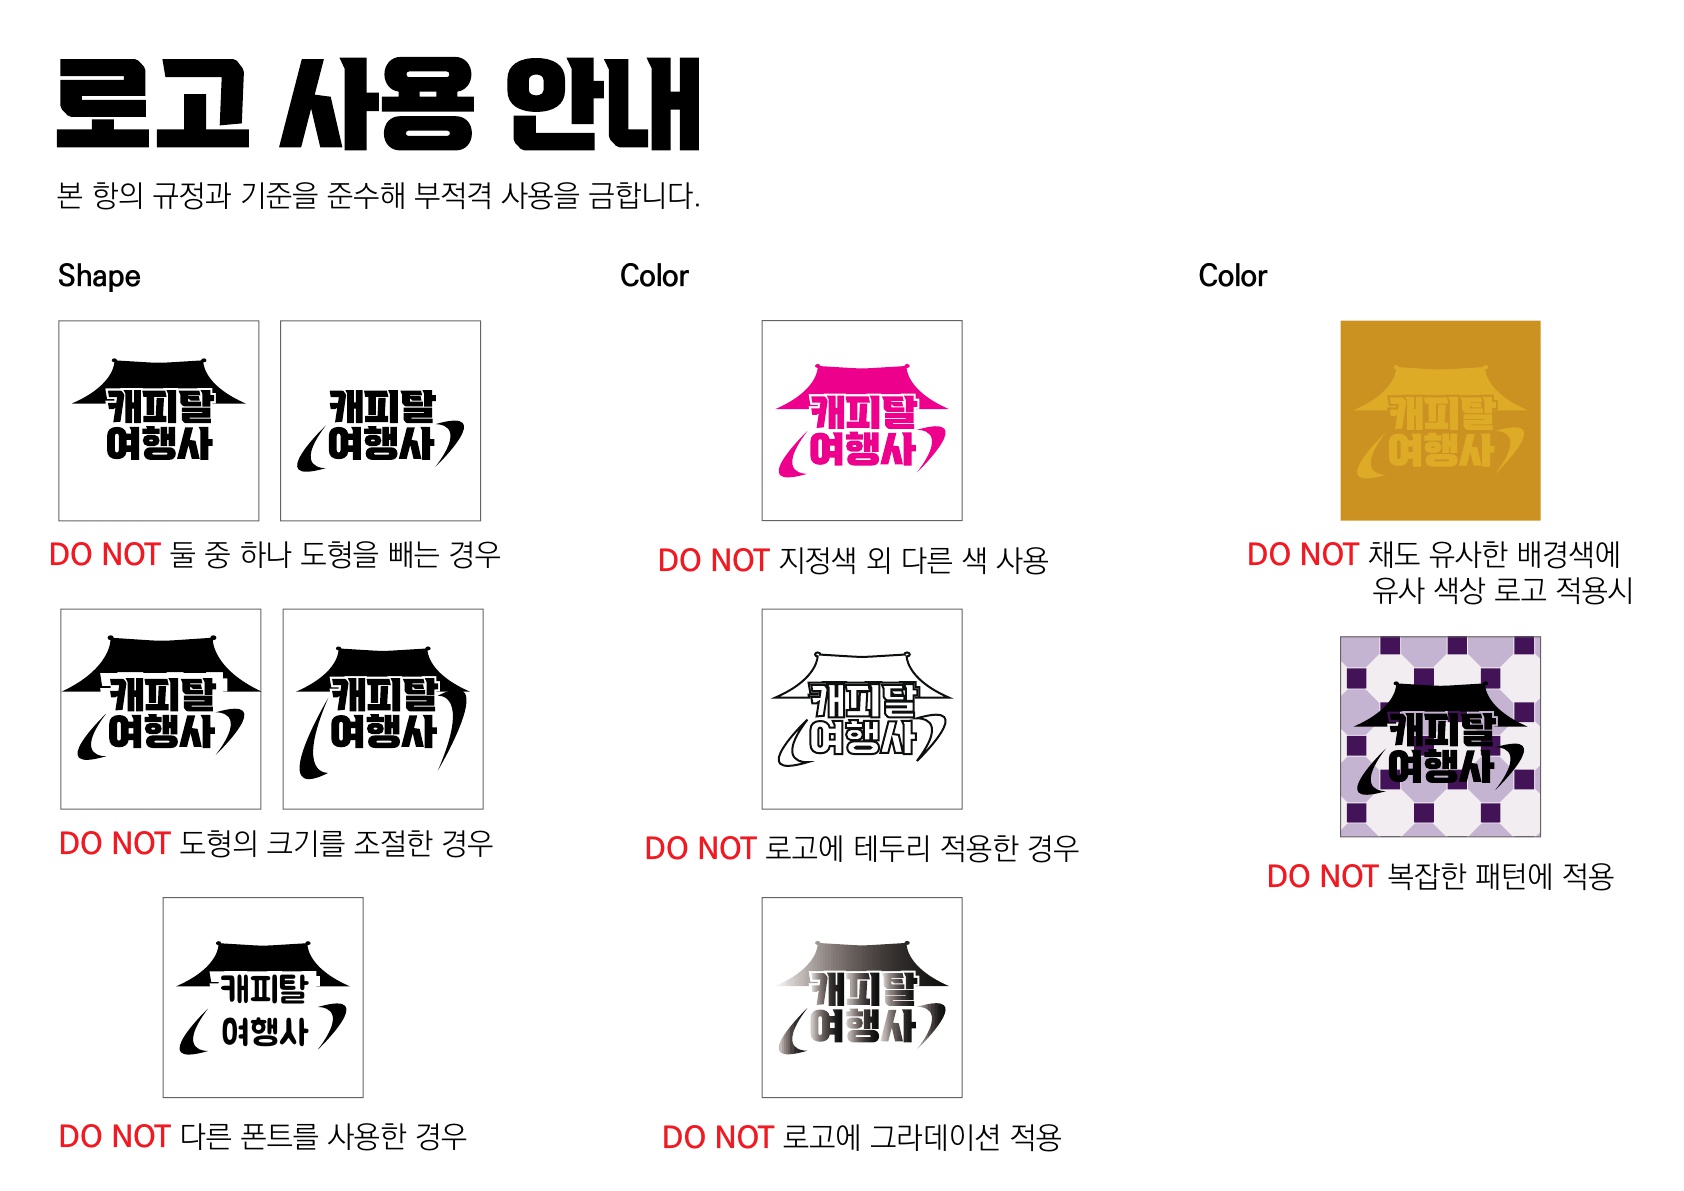 로고 사용 안내
본 항의 규정과 기준을 준수해 부적격 사용을 금합니다.
Shape
캐피탈
여행사
캐피탈
여행사
DO NOT 둘 중 하나 도형을 빼는 경우
캐피탈
여행사
캐피탈
여행사
DO NOT 도형의 크기를 조절한 경우
캐피탈
여행사
DO NOT 다른 폰트를 사용한 경우
Color
캐피탈
여행사
DO NOT 지정색 외 다른 색 사용
캐피탈
여행사
DO NOT 로고에 테두리 적용한 경우
캐피탈
여행사
DO NOT 로고에 그라데이션 적용
Color
캐피탈
여행사
DO NOT 채도 유사한 배경색에
유사 색상 로고 적용시
캐피탈
여행사
DO NOT 복잡한 패턴에 적용